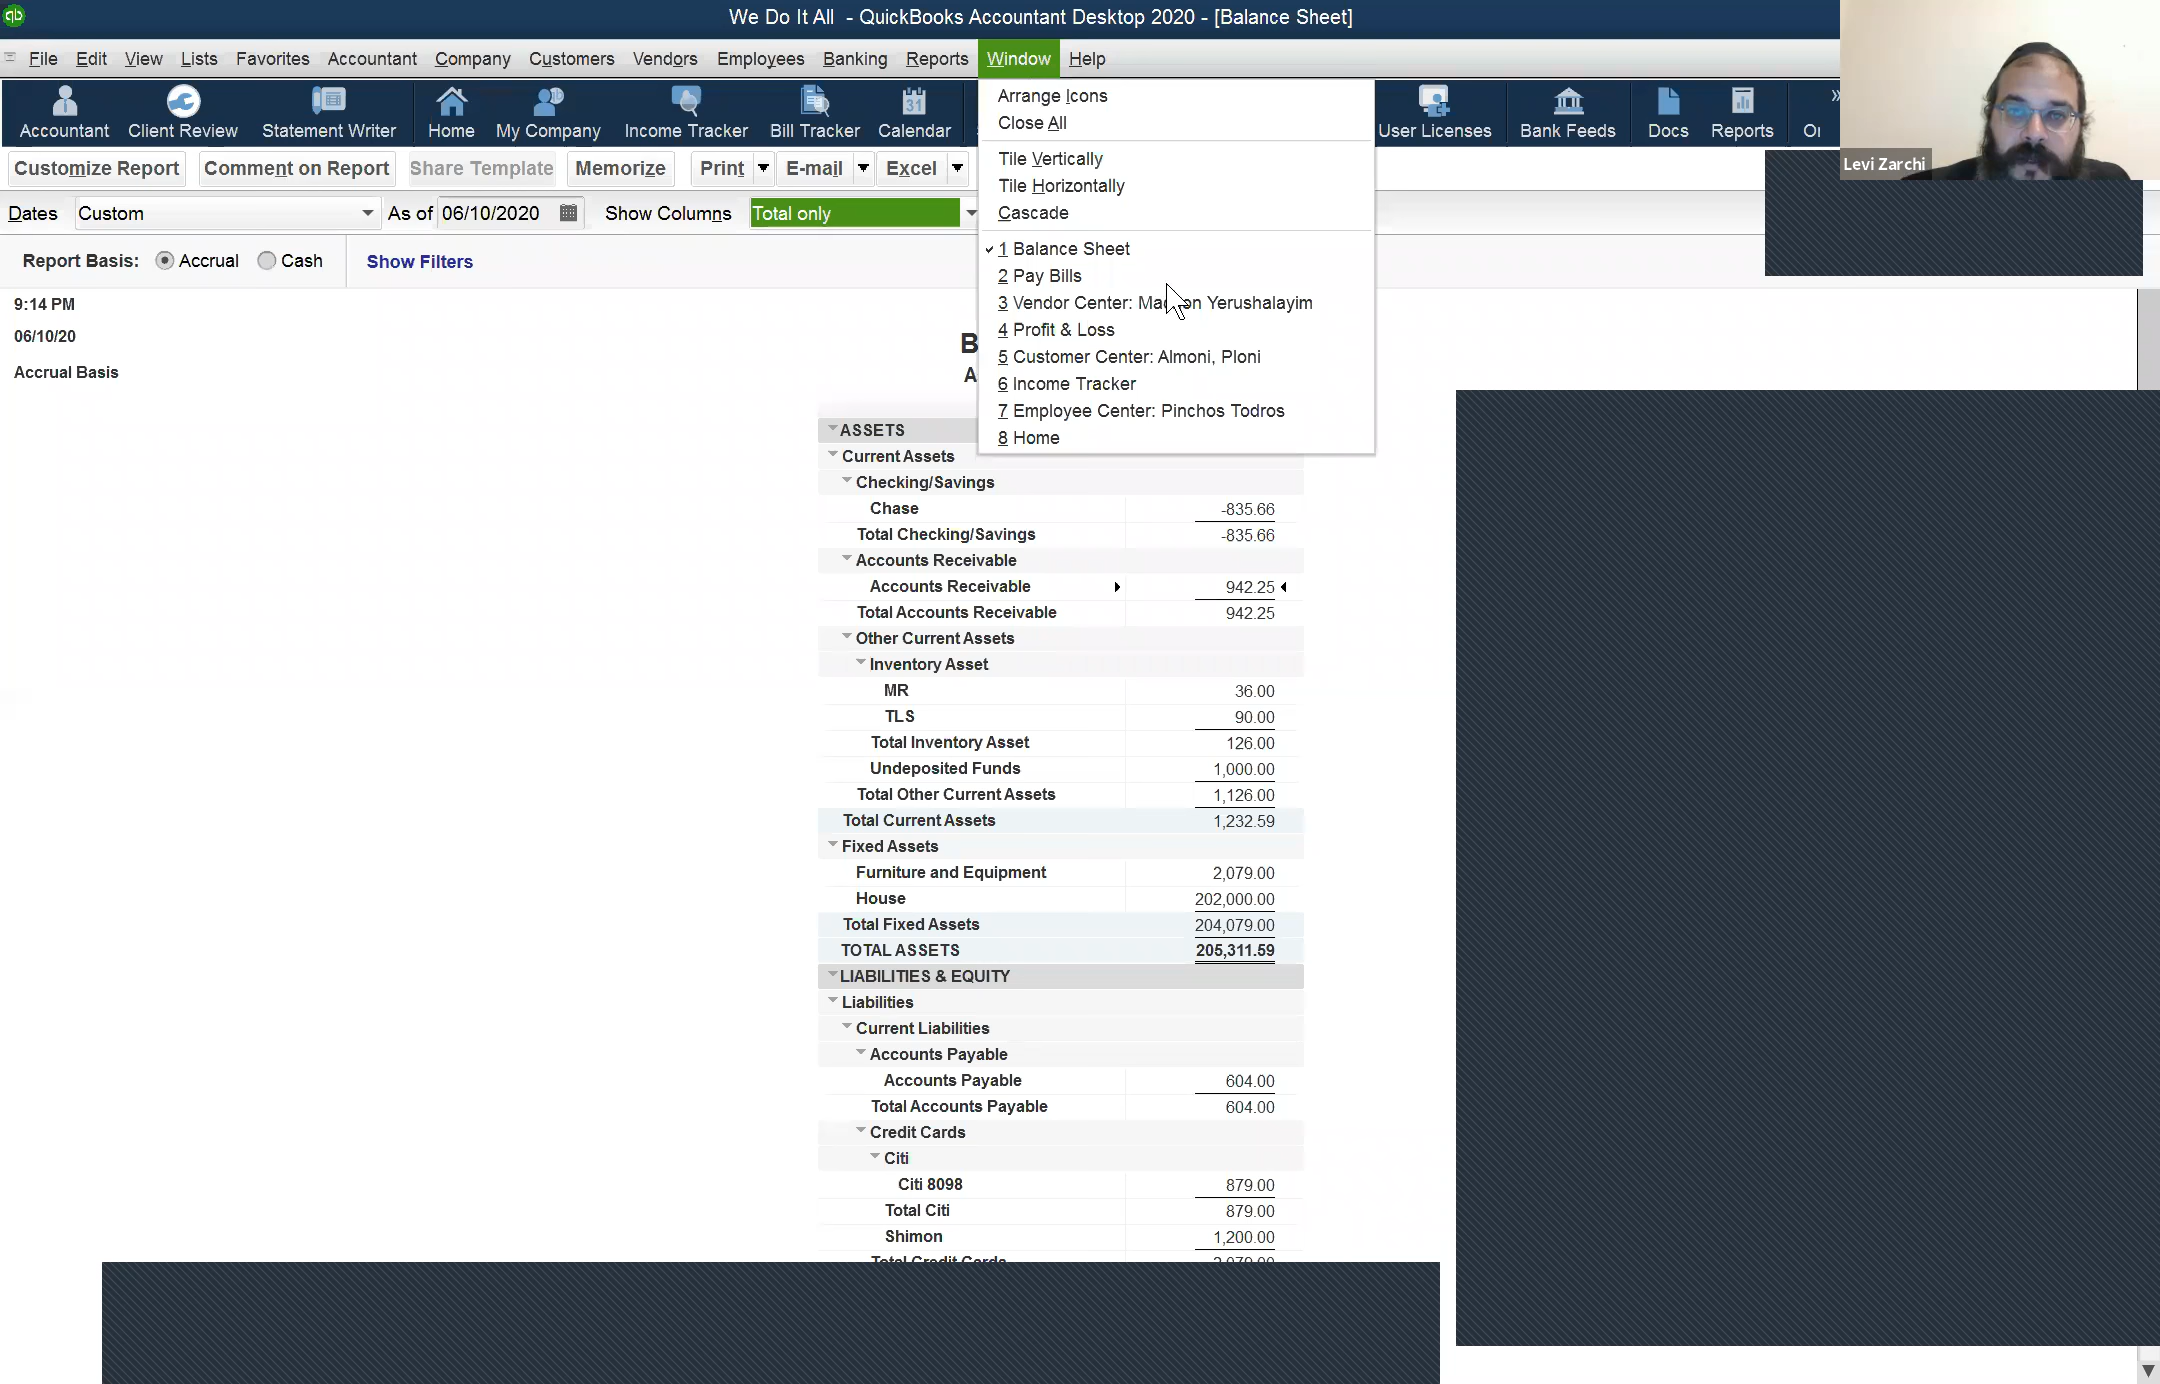 We Do It All - QuickBooks Accountant Desktop 2020 - [Balance Sheet]
File Edit View Lists Favorites Accountant Company Customers Vendors Employees Banking Reports Window Help
Accountant Client Review Statement Writer Home My Company Income Tracker Bill Tracker Calendar User Licenses Bank Feeds Docs Reports
31
Levi Zarchi
Customize Report Comment on Report Share Template Memorize Print E-mail Excel
Dates Custom As of 06/10/2020 Show Columns Total only
Report Basis: Accrual Cash Show Filters
Arrange Icons
Close All
Tile Vertically
Tile Horizontally
Cascade
1 Balance Sheet
2 Pay Bills
3 Vendor Center: Yerushalayim
4 Profit & Loss
5 Customer Center: Almoni, Ploni
6 Income Tracker
7 Employee Center: Pinchos Todros
8 Home
9:14 PM
06/10/20
Accrual Basis
ASSETS
Current Assets
Checking/Savings
Chase -835.66
Total Checking/Savings -835.66
Accounts Receivable
Accounts Receivable 942.25
Total Accounts Receivable 942.25
Other Current Assets
Inventory Asset
MR 36.00
TLS 90.00
Total Inventory Asset 126.00
Undeposited Funds 1,000.00
Total Other Current Assets 1,126.00
Total Current Assets 1,232.59
Fixed Assets
Furniture and Equipment 2,079.00
House 202,000.00
Total Fixed Assets 204,079.00
TOTAL ASSETS 205,311.59
LIABILITIES & EQUITY
Liabilities
Current Liabilities
Accounts Payable
Accounts Payable 604.00
Total Accounts Payable 604.00
Credit Cards
Citi
Citi 8098 879.00
Total Citi 879.00
Shimon 1,200.00
Total Credit Cards 2,079.00